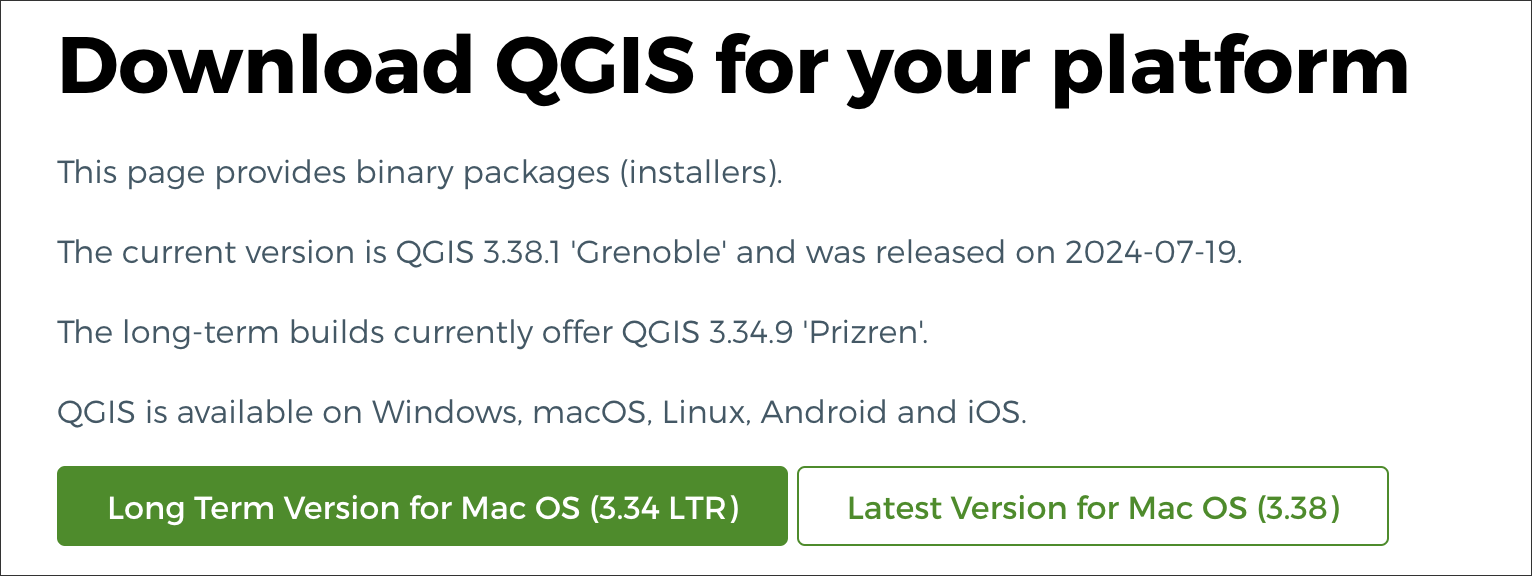 Download QGIS for your platform
This page provides binary packages (installers).
The current version is QGIS 3.38.1 'Grenoble' and was released on 2024-07-19.
The long-term builds currently offer QGIS 3.34.9 'Prizren'.
QGIS is available on Windows, macOS, Linux, Android and iOS.
Long Term Version for Mac OS (3.34 LTR)
Latest Version for Mac OS (3.38)